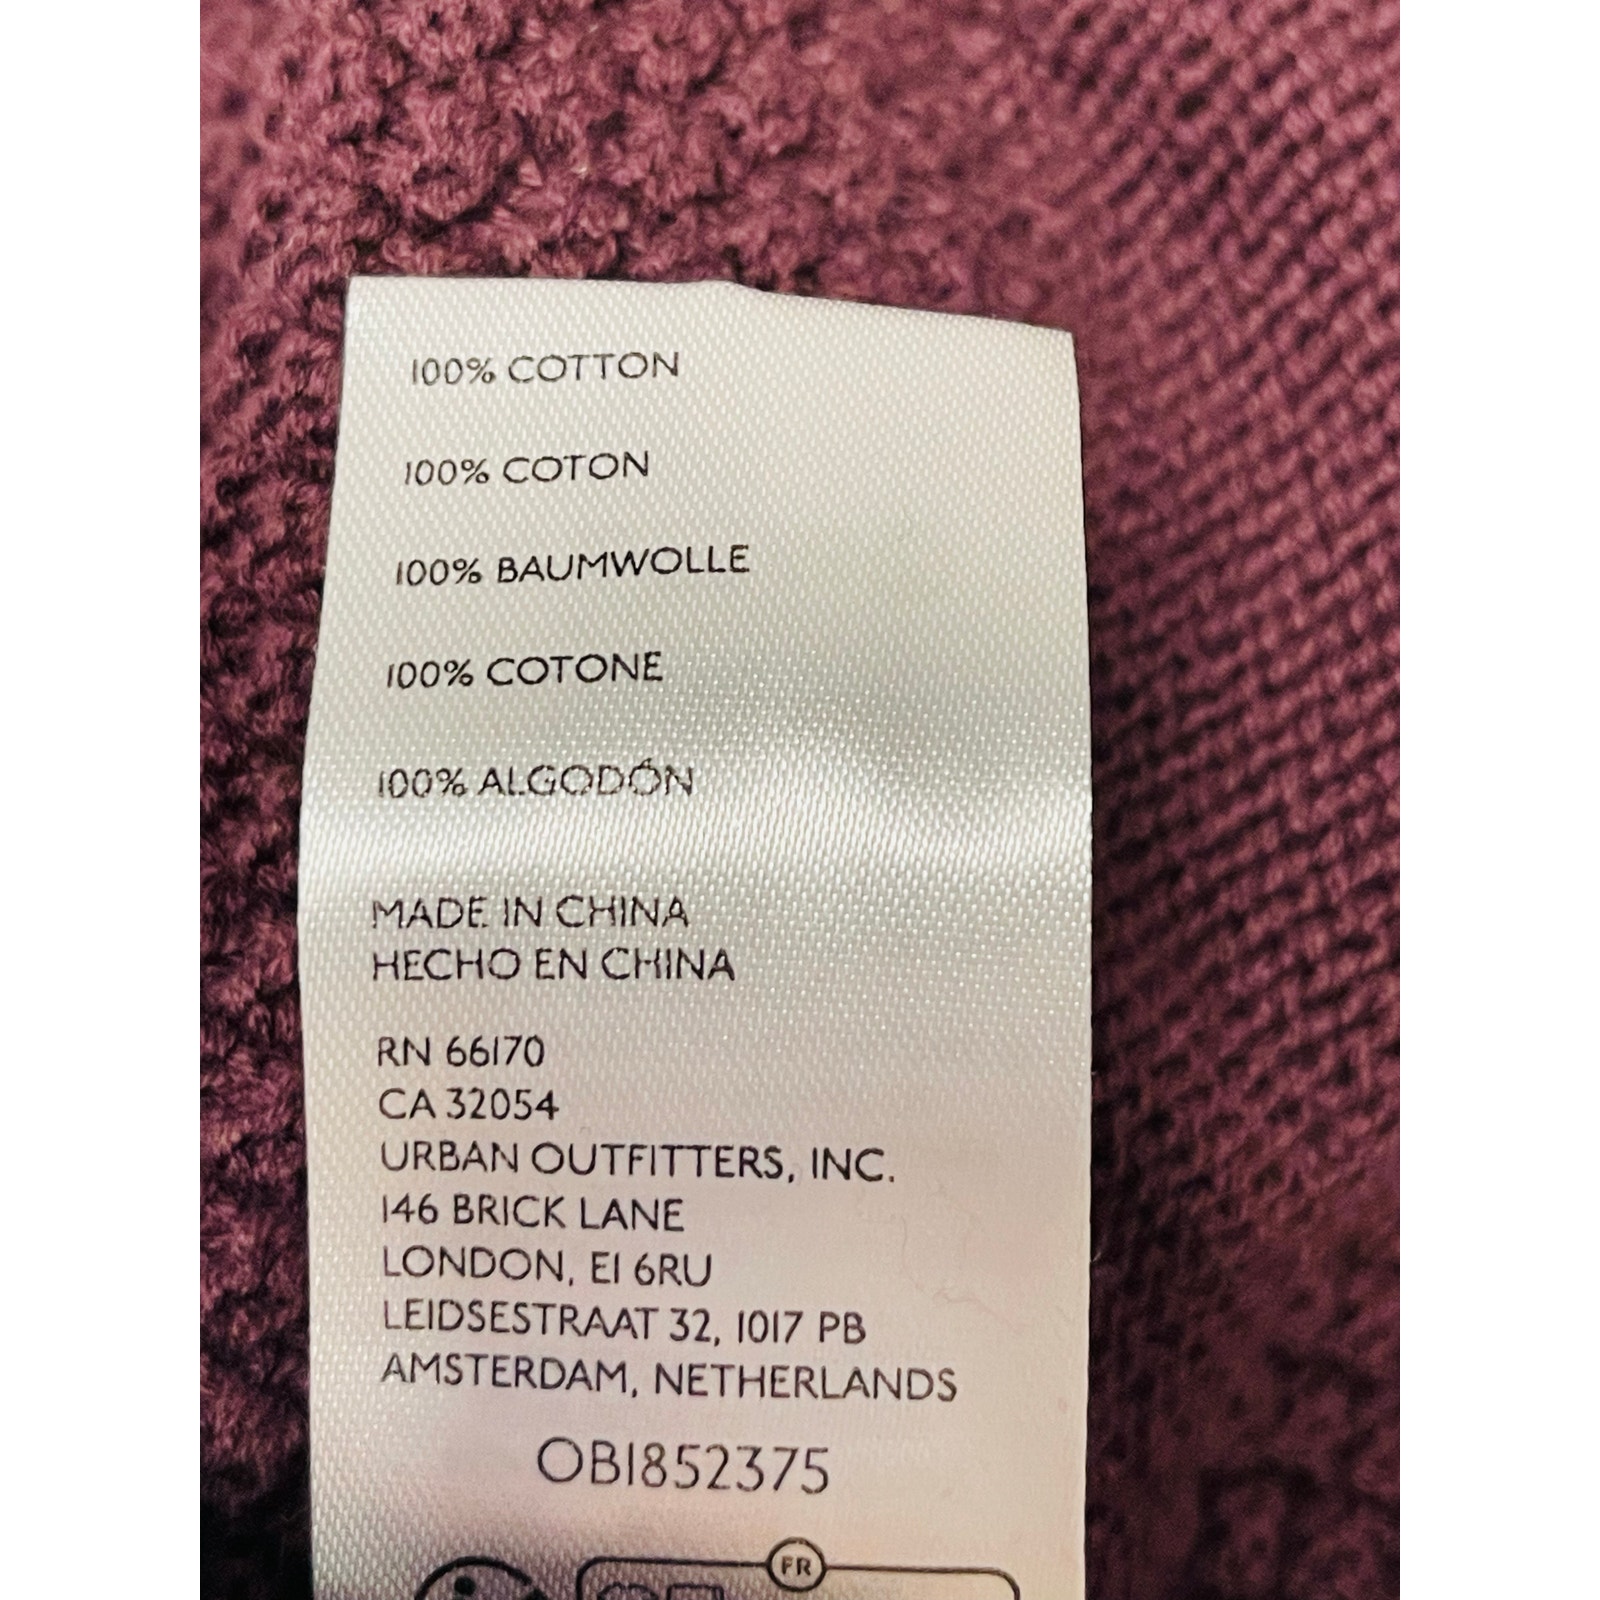 100% COTTON
100% COTON
100% BAUMWOLLE
100% COTONE
100% ALGODÓN
MADE IN CHINA
HECHO EN CHINA
RN 66170
CA 32054
URBAN OUTFITTERS, INC.
146 BRICK LANE
LONDON, E1 6RU
LEIDSESTRAAT 32, 1017 PB
AMSTERDAM, NETHERLANDS
OB1852375
FR